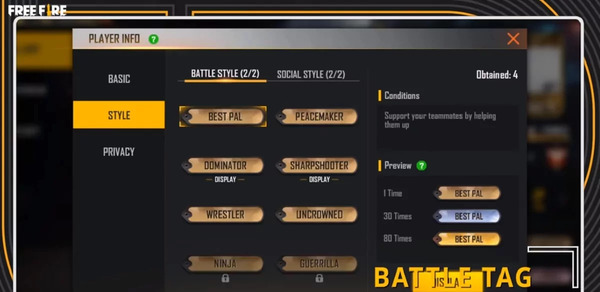 FREE FIRE
PLAYER INFO ?
BASIC
STYLE
PRIVACY
BATTLE STYLE (2/2) SOCIAL STYLE (2/2)
BEST PAL PEACEMAKER
DOMINATOR SHARPSHOOTER
DISPLAY DISPLAY
WRESTLER UNCROWNED
NINJA GUERRILLA
Obtained: 4
Conditions
Support your teammates by helping
them up
Preview ?
1 Time BEST PAL
30 Times BEST PAL
80 Times BEST PAL
BATTLE TAG